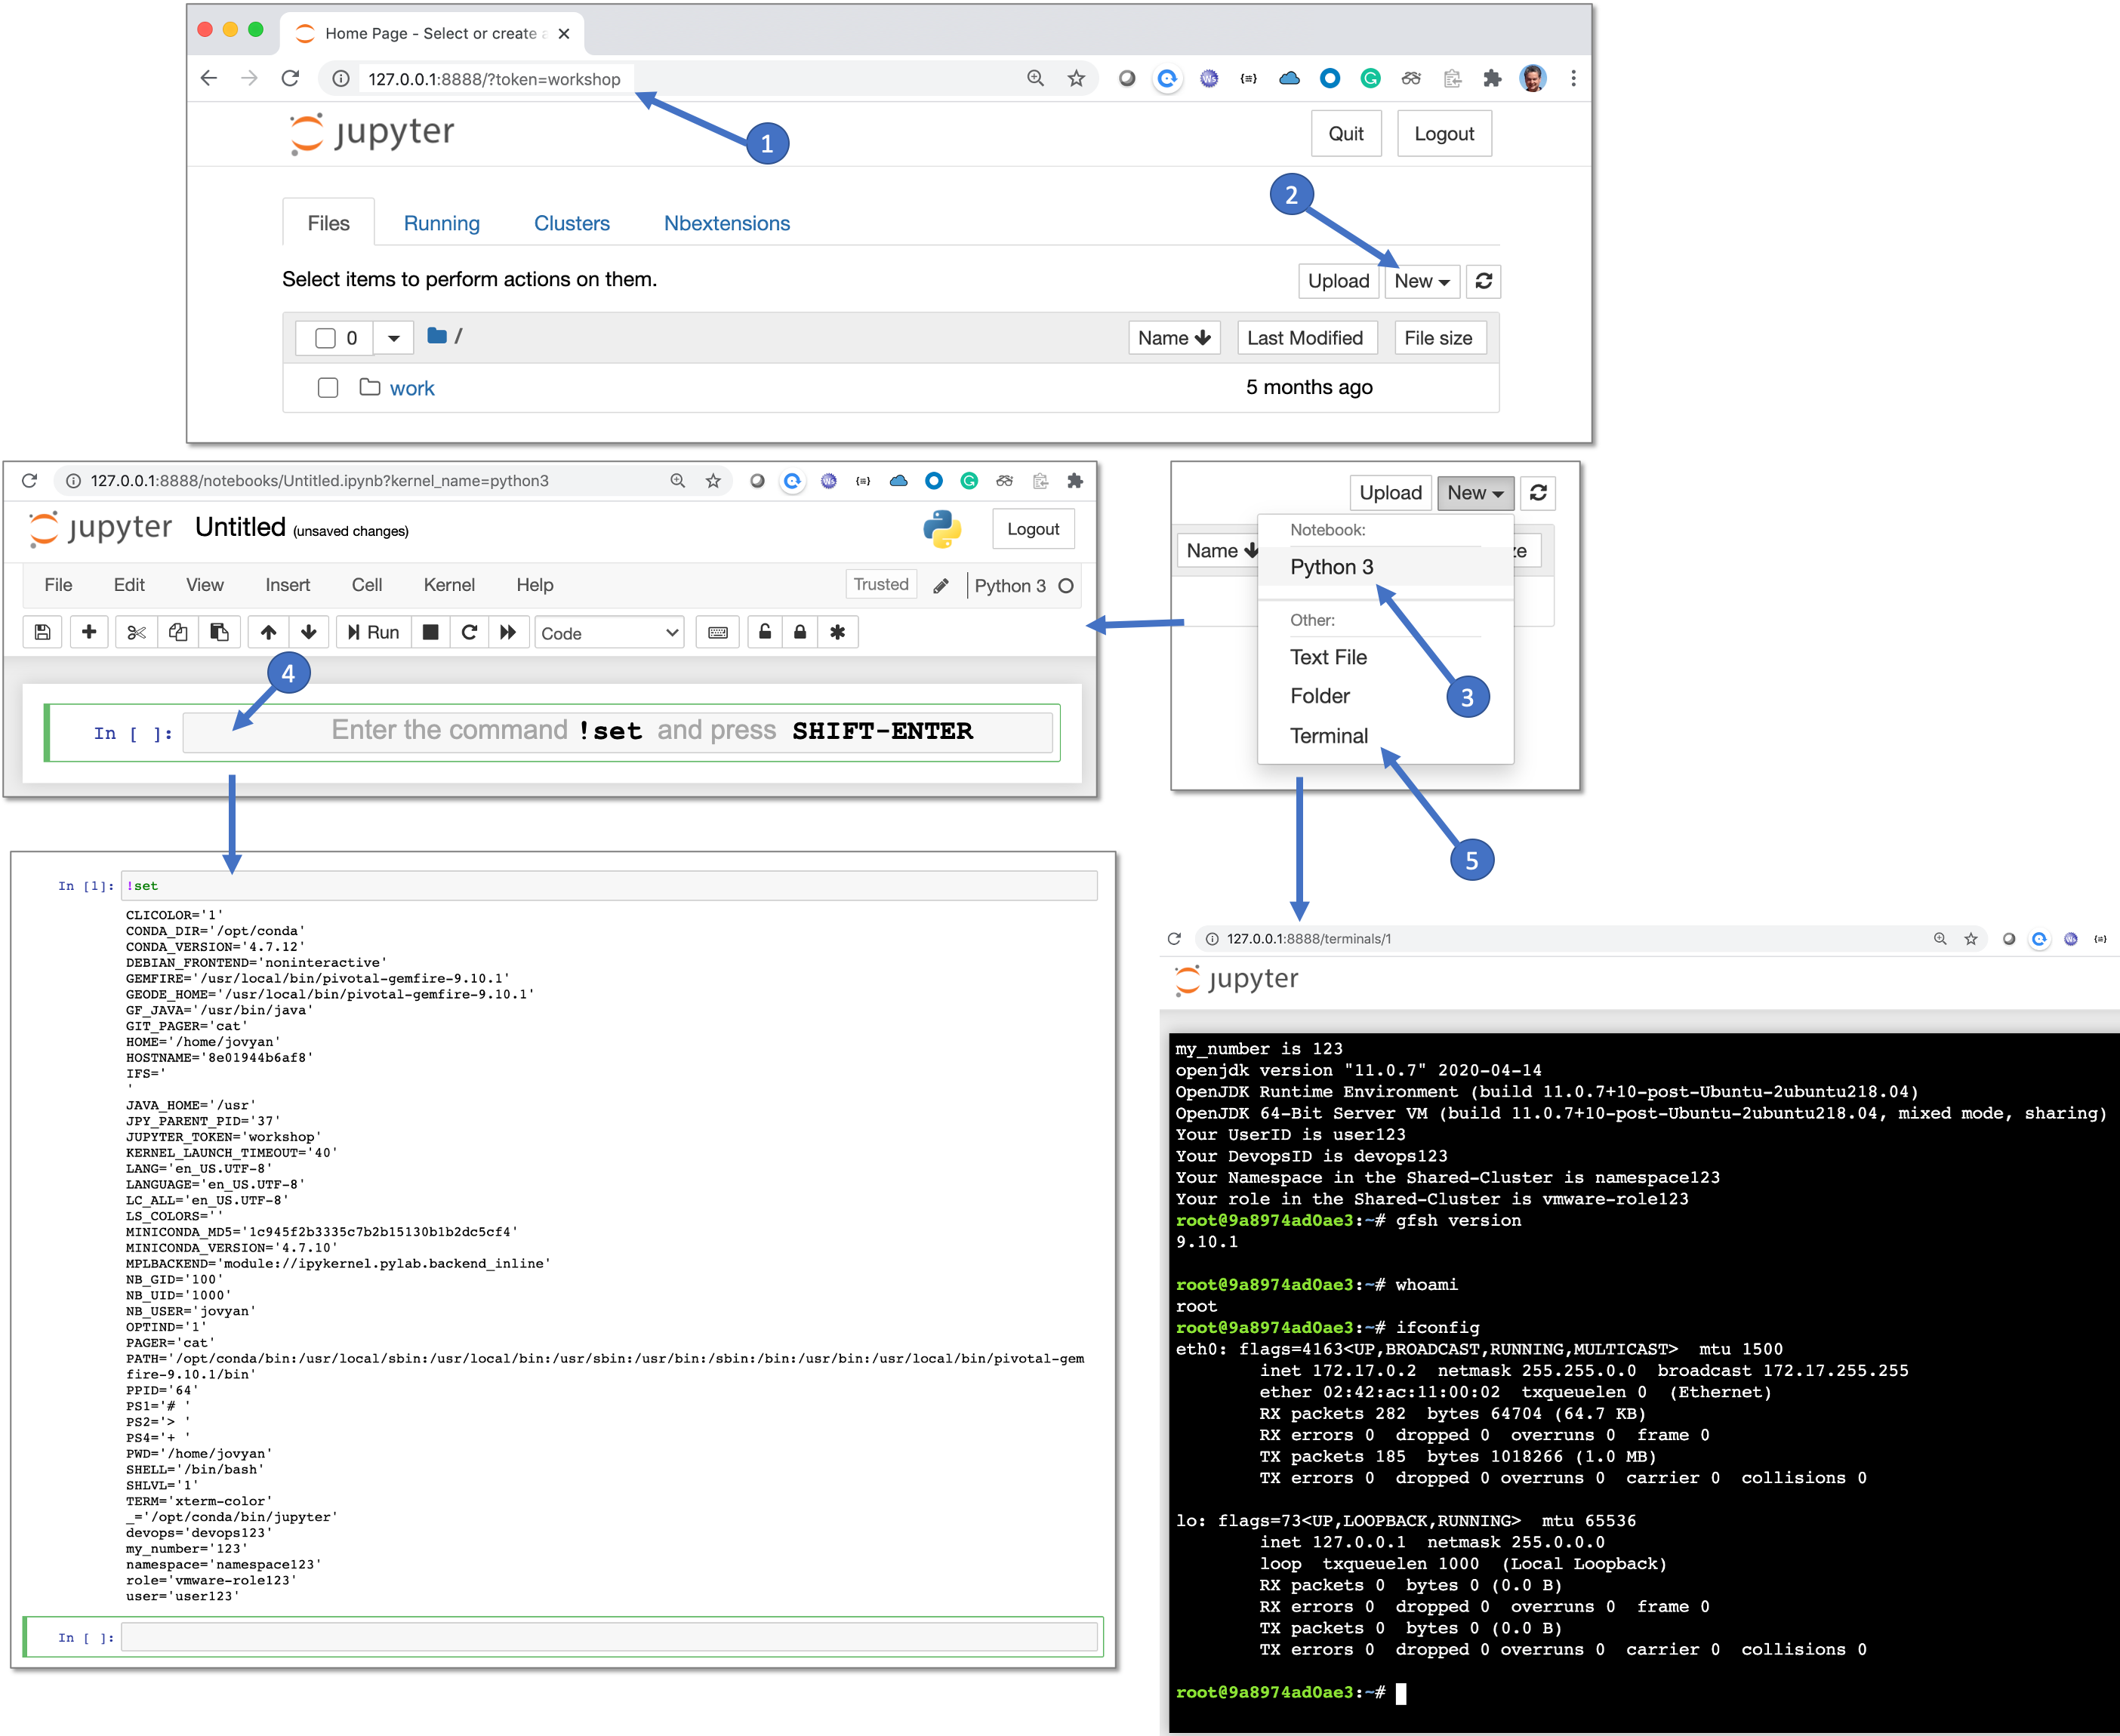 Home Page - Select or create a
127.0.0.1:8888/?token=workshop
1
jupyter
Quit
Logout
2
Files
Running
Clusters
Nbextensions
Select items to perform actions on them.
Upload
New
0
/
Name
Last Modified
File size
work
5 months ago
127.0.0.1:8888/notebooks/Untitled.ipynb?kernel_name=python3
jupyter Untitled (unsaved changes)
Logout
File Edit View Insert Cell Kernel Help
Trusted
Python 3
Run
Code
4
In [ ]: Enter the command !set and press SHIFT-ENTER
Upload
New
Name
ze
Notebook:
Python 3
Other:
Text File
Folder
Terminal
3
5
In [1]: !set
CLICOLOR='1'
CONDA_DIR='/opt/conda'
CONDA_VERSION='4.7.12'
DEBIAN_FRONTEND='noninteractive'
GEMFIRE='/usr/local/bin/pivotal-gemfire-9.10.1'
GEODE_HOME='/usr/local/bin/pivotal-gemfire-9.10.1'
GF_JAVA='/usr/bin/java'
GIT_PAGER='cat'
HOME='/home/jovyan'
HOSTNAME='8e01944b6af8'
IFS='
'
JAVA_HOME='/usr'
JPY_PARENT_PID='37'
JUPYTER_TOKEN='workshop'
KERNEL_LAUNCH_TIMEOUT='40'
LANG='en_US.UTF-8'
LANGUAGE='en_US.UTF-8'
LC_ALL='en_US.UTF-8'
LS_COLORS=''
MINICONDA_MD5='1c945f2b3335c7b2b15130b1b2dc5cf4'
MINICONDA_VERSION='4.7.10'
MPLBACKEND='module://ipykernel.pylab.backend_inline'
NB_GID='100'
NB_UID='1000'
NB_USER='jovyan'
OPTIND='1'
PAGER='cat'
PATH='/opt/conda/bin:/usr/local/sbin:/usr/local/bin:/usr/sbin:/usr/bin:/sbin:/bin:/usr/bin:/usr/local/bin/pivotal-gem
fire-9.10.1/bin'
PPID='64'
PS1='# '
PS2='> '
PS4='+ '
PWD='/home/jovyan'
SHELL='/bin/bash'
SHLVL='1'
TERM='xterm-color'
_='/opt/conda/bin/jupyter'
devops='devops123'
my_number='123'
namespace='namespace123'
role='vmware-role123'
user='user123'
In [ ]:
127.0.0.1:8888/terminals/1
jupyter
my_number is 123
openjdk version "11.0.7" 2020-04-14
OpenJDK Runtime Environment (build 11.0.7+10-post-Ubuntu-2ubuntu218.04)
OpenJDK 64-Bit Server VM (build 11.0.7+10-post-Ubuntu-2ubuntu218.04, mixed mode, sharing)
Your UserID is user123
Your DevopsID is devops123
Your Namespace in the Shared-Cluster is namespace123
Your role in the Shared-Cluster is vmware-role123
root@9a8974ad0ae3:~# gfsh version
9.10.1
root@9a8974ad0ae3:~# whoami
root
root@9a8974ad0ae3:~# ifconfig
eth0: flags=4163<UP,BROADCAST,RUNNING,MULTICAST>  mtu 1500
inet 172.17.0.2  netmask 255.255.0.0  broadcast 172.17.255.255
ether 02:42:ac:11:00:02  txqueuelen 0  (Ethernet)
RX packets 282  bytes 64704 (64.7 KB)
RX errors 0  dropped 0  overruns 0  frame 0
TX packets 185  bytes 1018266 (1.0 MB)
TX errors 0  dropped 0 overruns 0  carrier 0  collisions 0
lo: flags=73<UP,LOOPBACK,RUNNING>  mtu 65536
inet 127.0.0.1  netmask 255.0.0.0
loop  txqueuelen 1000  (Local Loopback)
RX packets 0  bytes 0 (0.0 B)
RX errors 0  dropped 0  overruns 0  frame 0
TX packets 0  bytes 0 (0.0 B)
TX errors 0  dropped 0 overruns 0  carrier 0  collisions 0
root@9a8974ad0ae3:~#